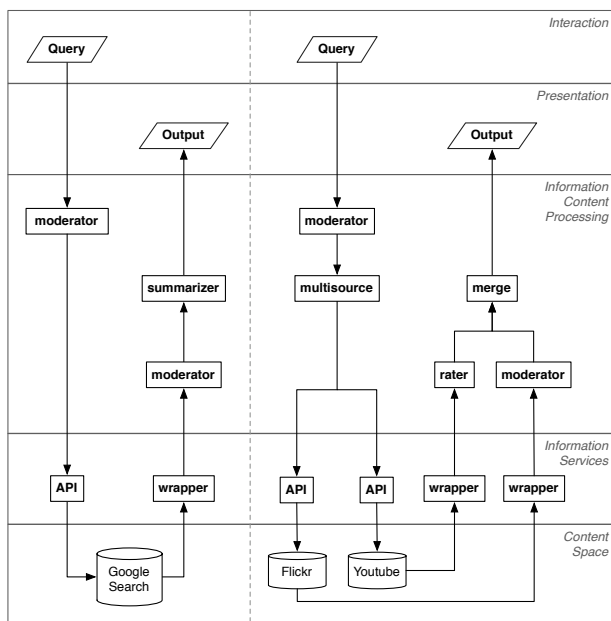 Interaction
Query
Query
Presentation
Output
Output
Information
Content
Processing
moderator
moderator
summarizer
multisource
merge
moderator
rater
moderator
Information
Services
API
wrapper
API
API
wrapper
wrapper
Content
Space
Google
Search
Flickr
Youtube